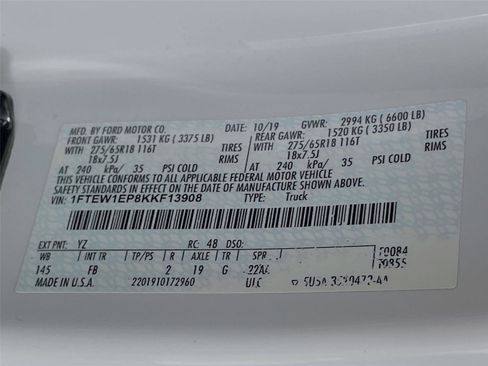 MFD. BY FORD MOTOR CO. DATE: 10/19 GVWR: 2994 KG ( 6600 LB)
FRONT GAWR: 1531 KG ( 3375 LB) REAR GAWR: 1520 KG ( 3350 LB)
WITH 275/65R18 116T TIRES WITH 275/65R18 116T TIRES
18x7.5J RIMS 18x7.5J RIMS
AT 240 kPa/ 35 PSI COLD AT 240 kPa/ 35 PSI COLD
THIS VEHICLE CONFORMS TO ALL APPLICABLE FEDERAL MOTOR VEHICLE
SAFETY STANDARDS IN EFFECT ON THE DATE OF MANUFACTURE SHOWN ABOVE.
VIN: 1FTEW1EP8KKF13908 TYPE: Truck
EXT PNT: YZ RC: 48 DSO:
WB INT TR TP/PS R AXLE TR SPR
145 FB 2 19 G
MADE IN U.S.A. 2201910172960